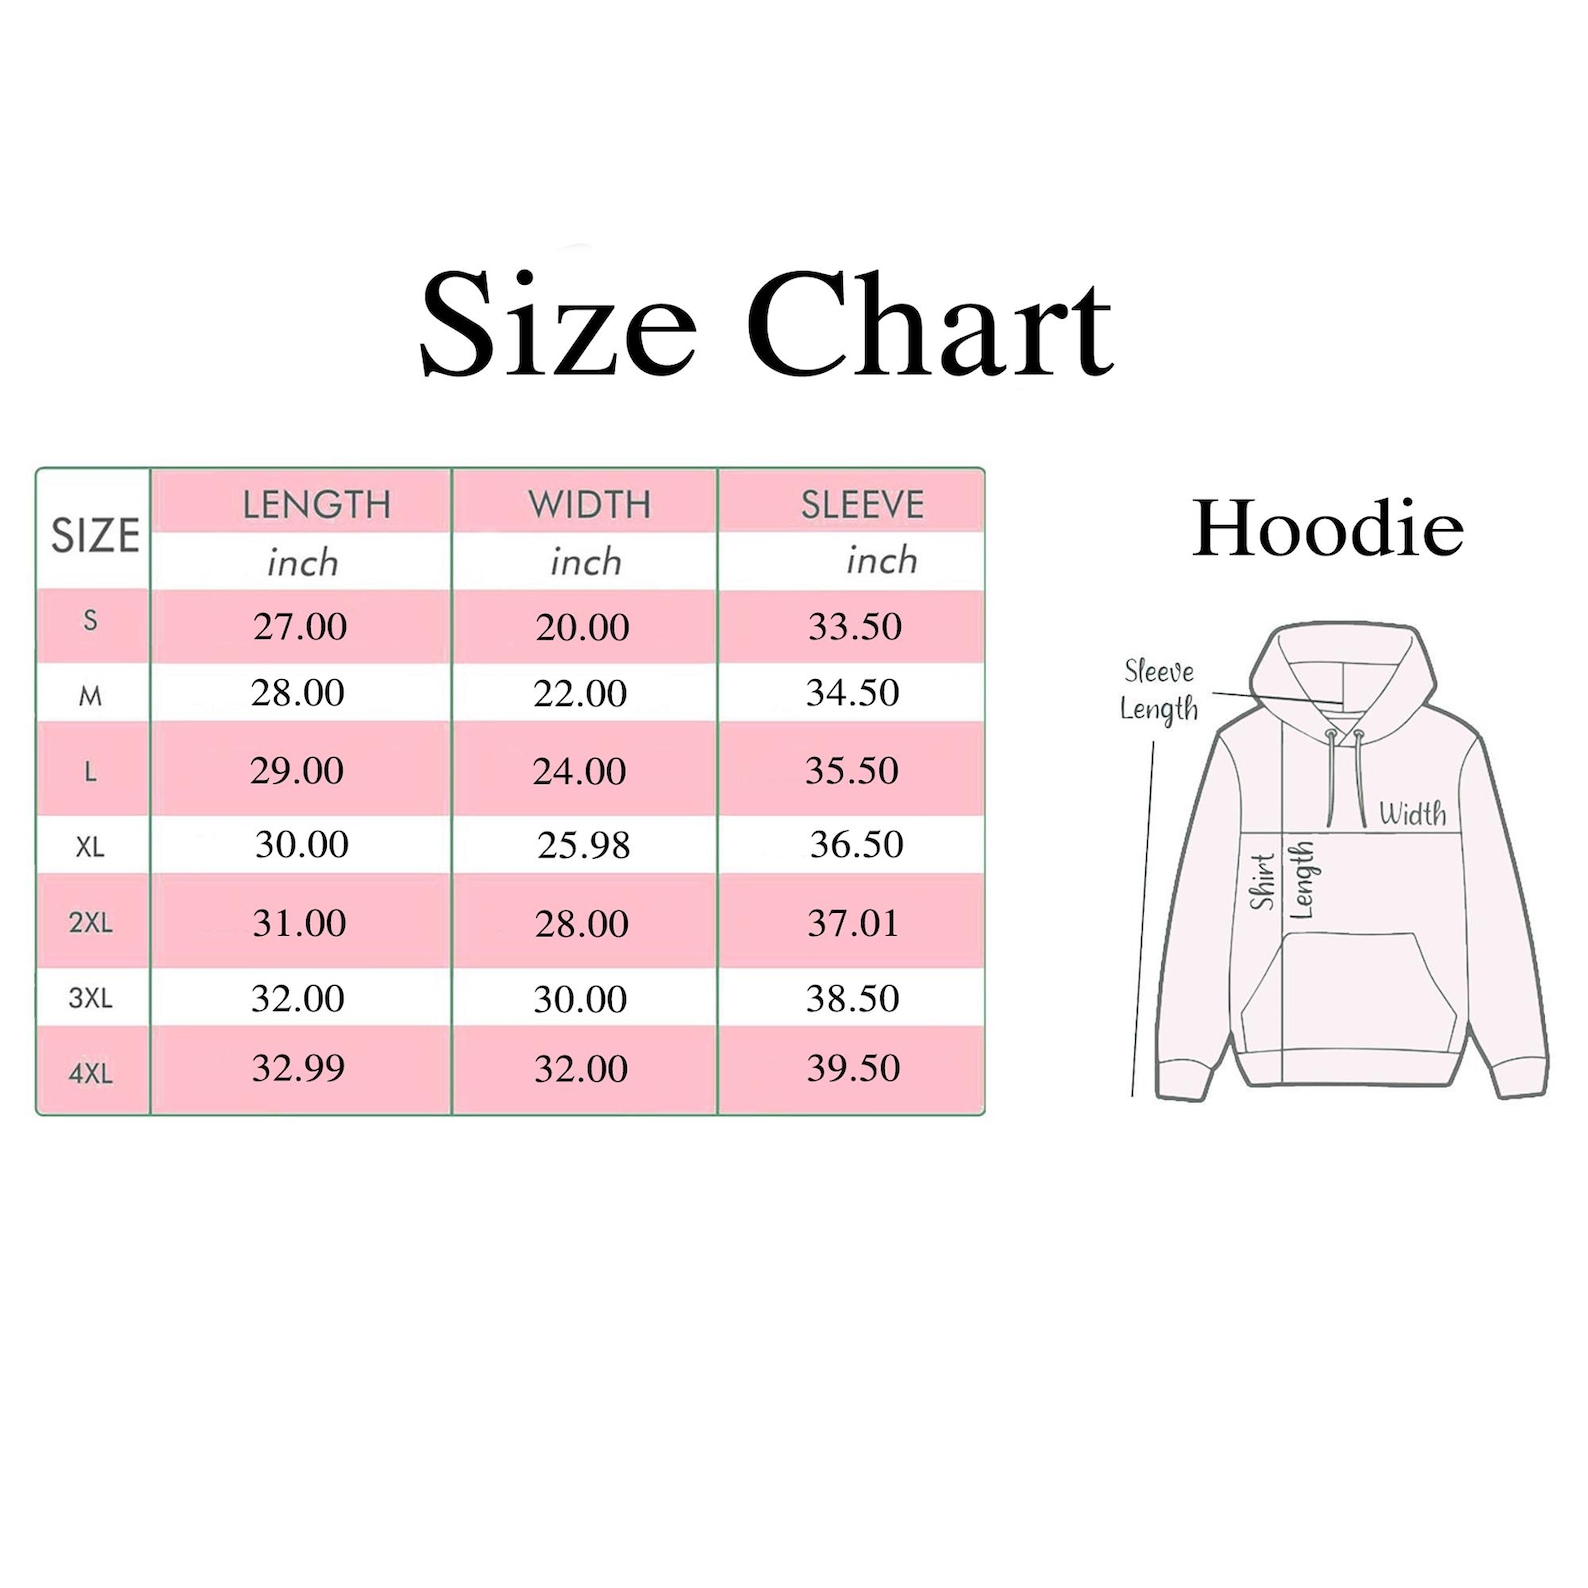 Size Chart
SIZE LENGTH WIDTH SLEEVE
inch inch inch
S 27.00 20.00 33.50
M 28.00 22.00 34.50
L 29.00 24.00 35.50
XL 30.00 25.98 36.50
2XL 31.00 28.00 37.01
3XL 32.00 30.00 38.50
4XL 32.99 32.00 39.50
Hoodie
Sleeve
Length
Width
Shirt
Length